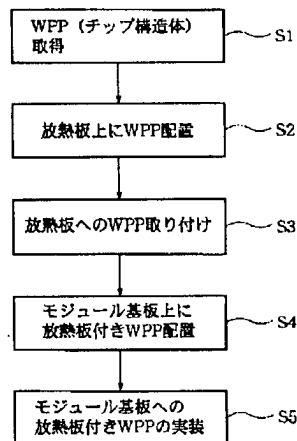 WPP（チップ構造体）
取得
S1
放熱板上にWPP配置
S2
放熱板へのWPP取り付け
S3
モジュール基板上に
放熱板付きWPP配置
S4
モジュール基板への
放熱板付きWPPの実装
S5